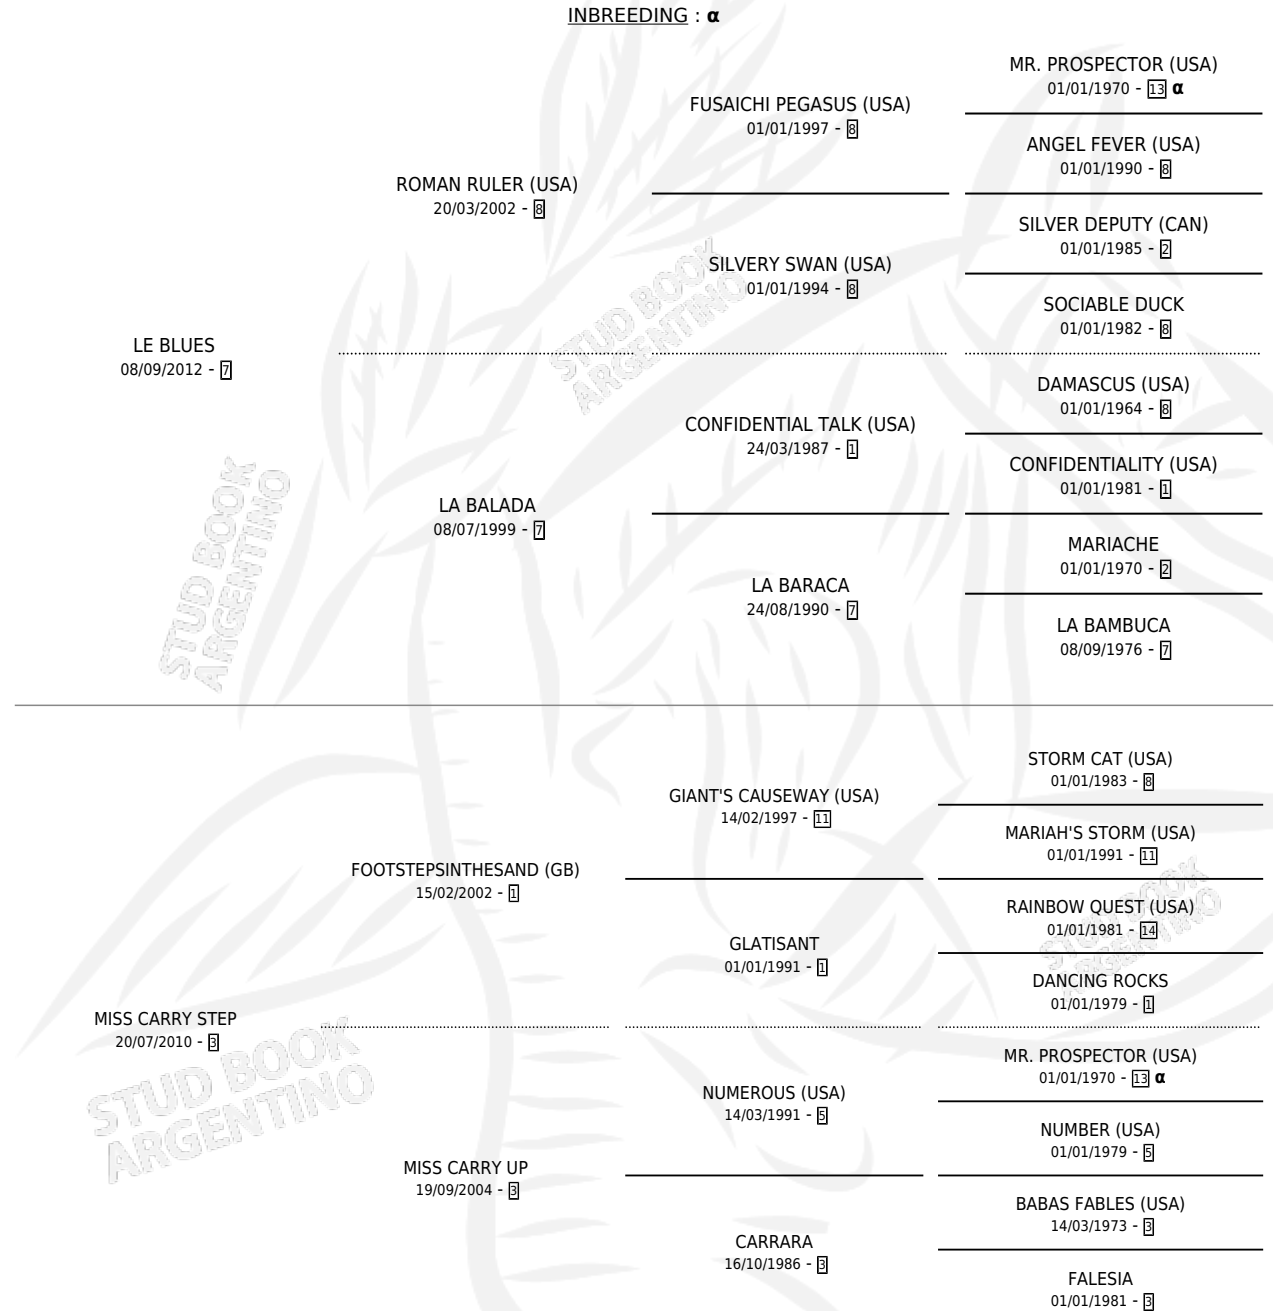 INBREEDING : α
MR. PROSPECTOR (USA)
01/01/1970 - 13 α
FUSAICHI PEGASUS (USA)
01/01/1997 - 8
ANGEL FEVER (USA)
01/01/1990 - 8
ROMAN RULER (USA)
20/03/2002 - 8
SILVER DEPUTY (CAN)
01/01/1985 - 2
SILVERY SWAN (USA)
01/01/1994 - 8
SOCIABLE DUCK
01/01/1982 - 8
LE BLUES
08/09/2012 - 7
DAMASCUS (USA)
01/01/1964 - 8
CONFIDENTIAL TALK (USA)
24/03/1987 - 1
CONFIDENTIALITY (USA)
01/01/1981 - 1
LA BALADA
08/07/1999 - 7
MARIACHE
01/01/1970 - 2
LA BARACA
24/08/1990 - 7
LA BAMBUCA
08/09/1976 - 7
STUD BOOK
ARGENTINO
STUD BOOK
ARGENTINO
STORM CAT (USA)
01/01/1983 - 8
GIANT'S CAUSEWAY (USA)
14/02/1997 - 11
MARIAH'S STORM (USA)
01/01/1991 - 11
FOOTSTEPSINTHESAND (GB)
15/02/2002 - 1
RAINBOW QUEST (USA)
01/01/1981 - 14
GLATISANT
01/01/1991 - 1
DANCING ROCKS
01/01/1979 - 1
MISS CARRY STEP
20/07/2010 - 3
MR. PROSPECTOR (USA)
01/01/1970 - 13 α
NUMEROUS (USA)
14/03/1991 - 5
NUMBER (USA)
01/01/1979 - 5
MISS CARRY UP
19/09/2004 - 3
BABAS FABLES (USA)
14/03/1973 - 3
CARRARA
16/10/1986 - 3
FALESIA
01/01/1981 - 3
STUD BOOK
ARGENTINO
STUD BOOK
ARGENTINO